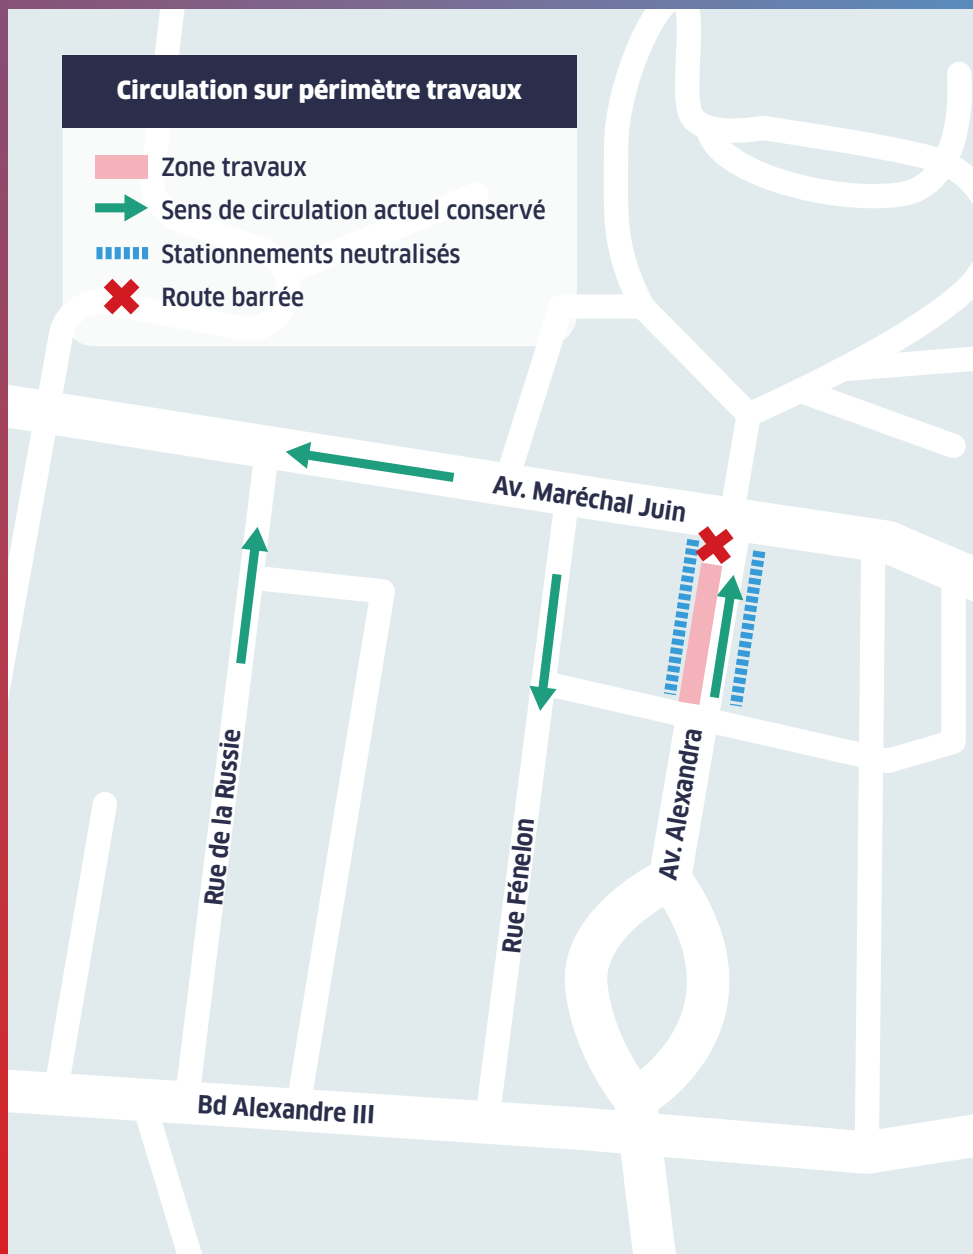 Circulation sur périmètre travaux
Zone travaux
Sens de circulation actuel conservé
Stationnements neutralisés
Route barrée
Av. Maréchal Juin
Rue de la Russie
Rue Fénelon
Av. Alexandra
Bd Alexandre III